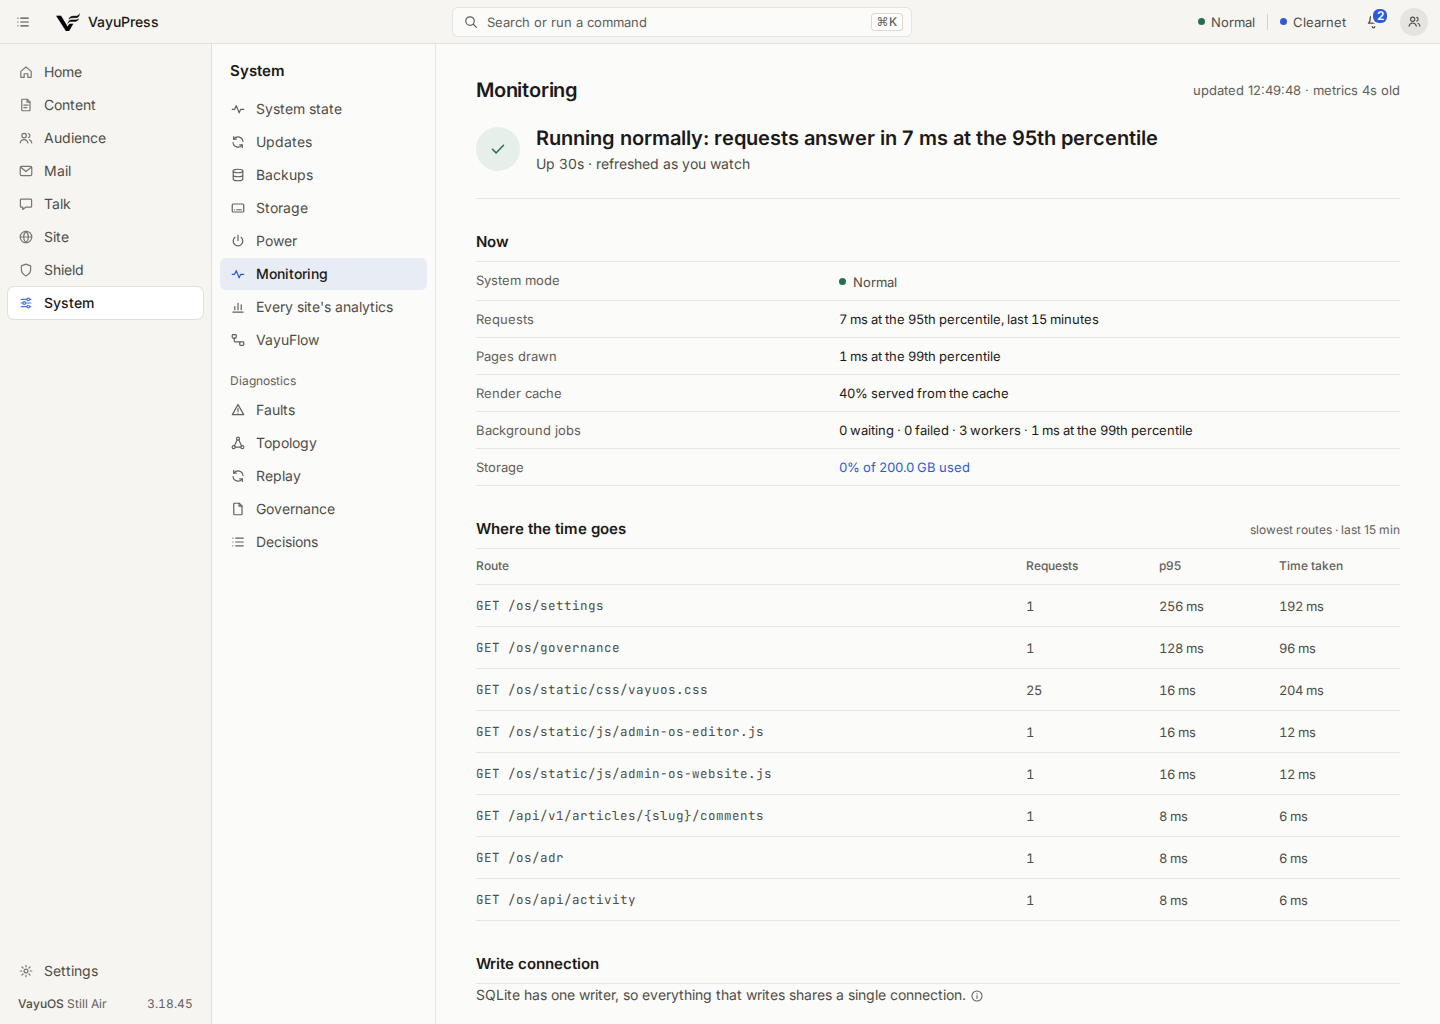 VayuPress
Search or run a command
⌘K
Normal
Clearnet
2
Home
Content
Audience
Mail
Talk
Site
Shield
System
Settings
VayuOS Still Air
3.18.45
System
System state
Updates
Backups
Storage
Power
Monitoring
Every site's analytics
VayuFlow
Diagnostics
Faults
Topology
Replay
Governance
Decisions
Monitoring
updated 12:49:48 · metrics 4s old
Running normally: requests answer in 7 ms at the 95th percentile
Up 30s · refreshed as you watch
Now
System mode Normal
Requests 7 ms at the 95th percentile, last 15 minutes
Pages drawn 1 ms at the 99th percentile
Render cache 40% served from the cache
Background jobs 0 waiting · 0 failed · 3 workers · 1 ms at the 99th percentile
Storage 0% of 200.0 GB used
Where the time goes slowest routes · last 15 min
Route Requests p95 Time taken
GET /os/settings 1 256 ms 192 ms
GET /os/governance 1 128 ms 96 ms
GET /os/static/css/vayuos.css 25 16 ms 204 ms
GET /os/static/js/admin-os-editor.js 1 16 ms 12 ms
GET /os/static/js/admin-os-website.js 1 16 ms 12 ms
GET /api/v1/articles/{slug}/comments 1 8 ms 6 ms
GET /os/adr 1 8 ms 6 ms
GET /os/api/activity 1 8 ms 6 ms
Write connection
SQLite has one writer, so everything that writes shares a single connection.